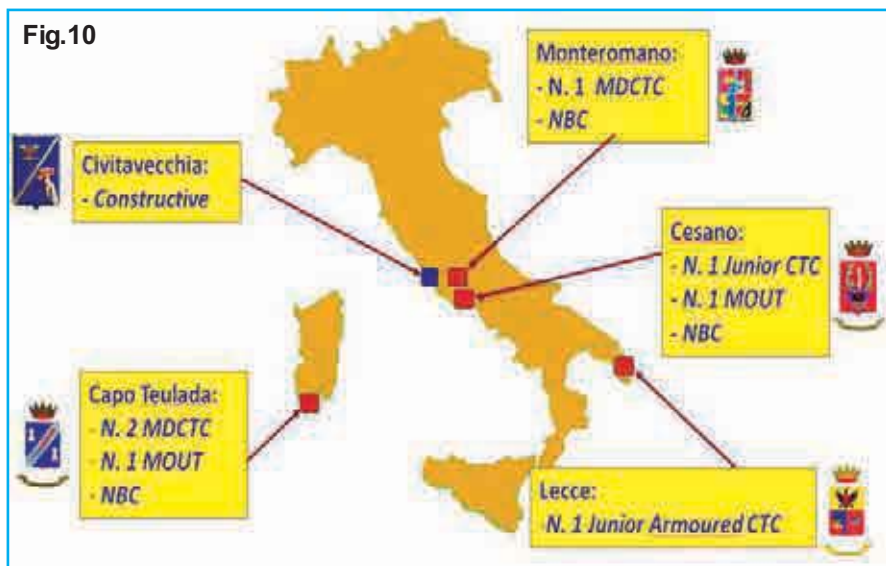 Fig.10
Monteromano:
- N. 1 MDCTC
- NBC
Civitavecchia:
- Constructive
Cesano:
- N. 1 Junior CTC
- N. 1 MOUT
- NBC
Capo Teulada:
- N. 2 MDCTC
- N. 1 MOUT
- NBC
Lecce:
- N. 1 Junior Armoured CTC